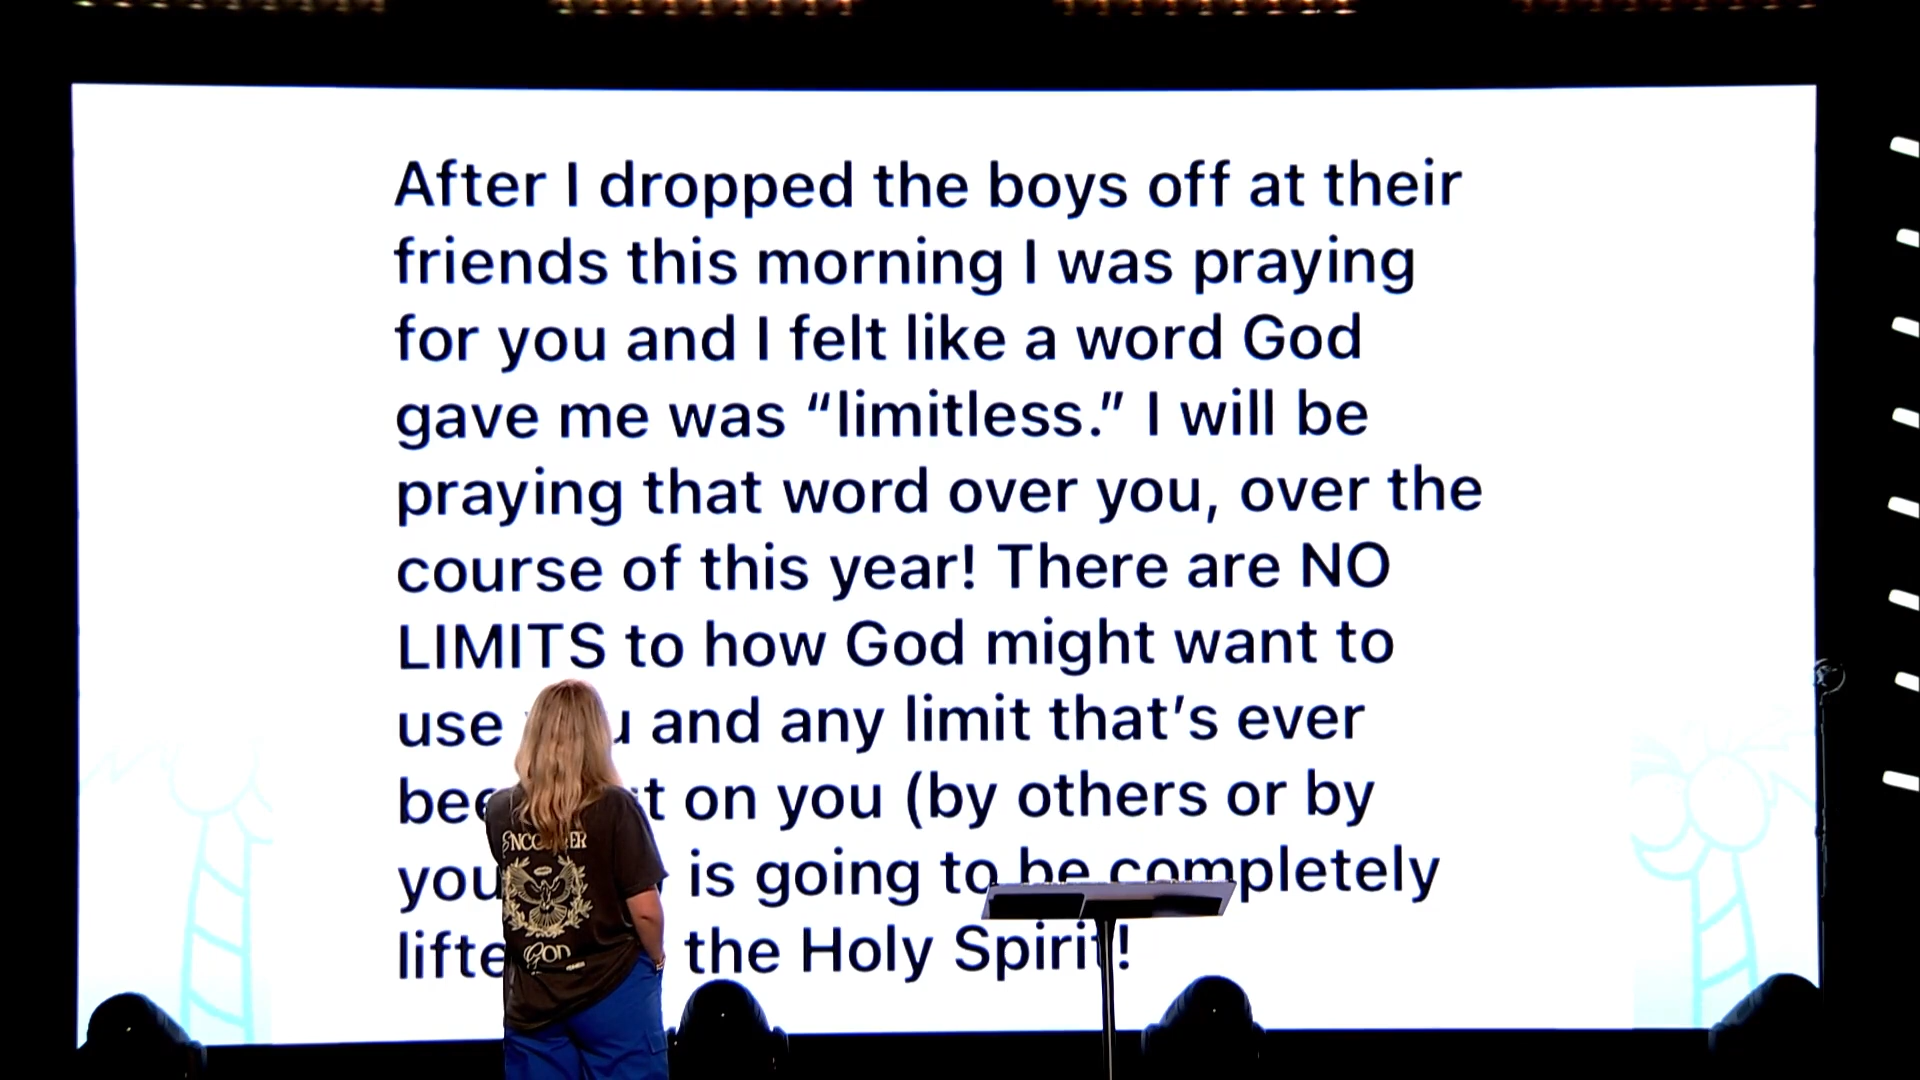 After I dropped the boys off at their
friends this morning I was praying
for you and I felt like a word God
gave me was “limitless.” I will be
praying that word over you, over the
course of this year! There are NO
LIMITS to how God might want to
use and any limit that’s ever
on you (by others or by
is going to be completely
the Holy Spirit!
GOD